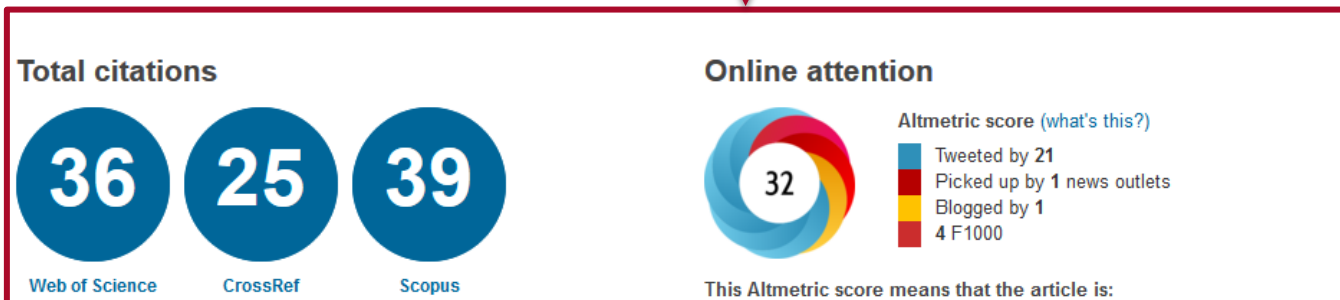 Total citations
36 25 39
Web of Science CrossRef Scopus
Online attention
32
Altmetric score (what's this?)
Tweeted by 21
Picked up by 1 news outlets
Blogged by 1
4 F1000
This Altmetric score means that the article is: